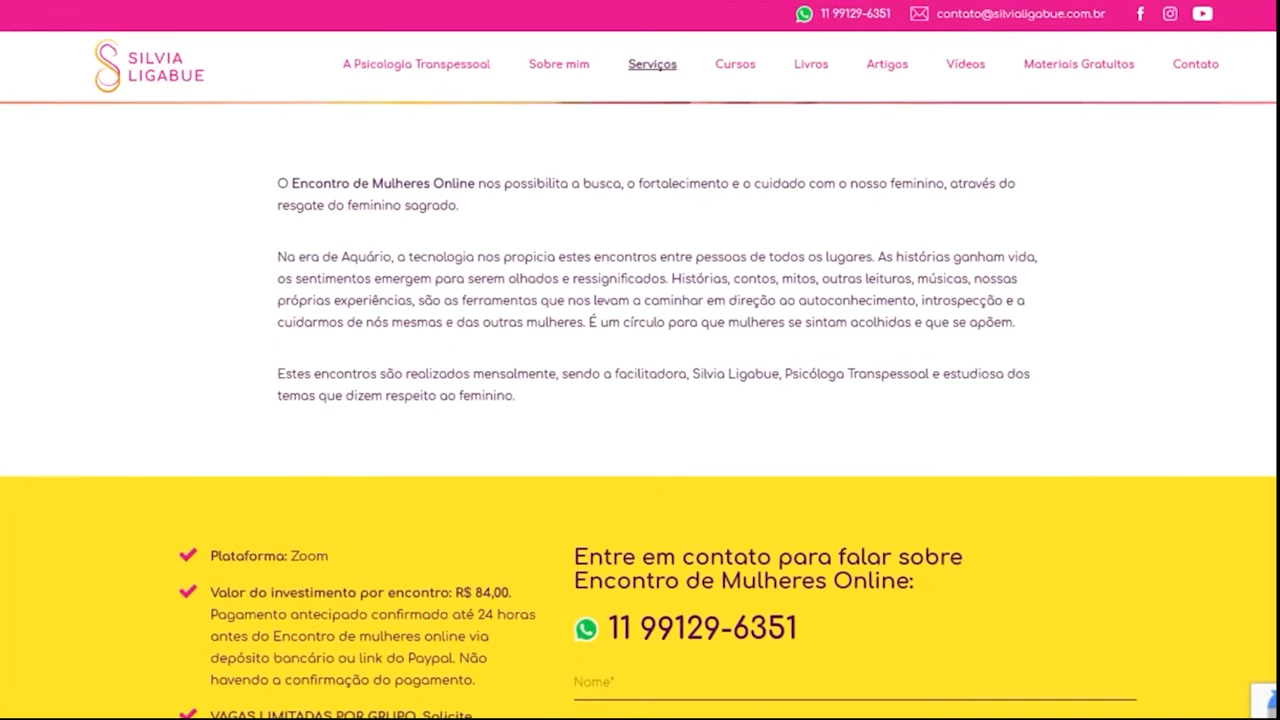 11 99129-6351 contato@silvialigabue.com.br
SILVIA
LIGABUE
A Psicologia Transpessoal Sobre mim Serviços Cursos Livros Artigos Vídeos Materiais Gratuitos Contato
O Encontro de Mulheres Online nos possibilita a busca, o fortalecimento e o cuidado com o nosso feminino, através do
resgate do feminino sagrado.
Na era de Aquário, a tecnologia nos propicia estes encontros entre pessoas de todos os lugares. As histórias ganham vida,
os sentimentos emergem para serem olhados e ressignificados. Histórias, contos, mitos, outras leituras, músicas, nossas
próprias experiências, são as ferramentas que nos levam a caminhar em direção ao autoconhecimento, introspecção e a
cuidarmos de nós mesmas e das outras mulheres. É um círculo para que mulheres se sintam acolhidas e que se apõem.
Estes encontros são realizados mensalmente, sendo a facilitadora, Silvia Ligabue, Psicóloga Transpessoal e estudiosa dos
temas que dizem respeito ao feminino.
Plataforma: Zoom
Valor do investimento por encontro: R$ 84,00.
Pagamento antecipado confirmado até 24 horas
antes do Encontro de mulheres online via
depósito bancário ou link do Paypal. Não
havendo a confirmação do pagamento.
VAGAS LIMITADAS POR GRUPO. Solicite
Entre em contato para falar sobre
Encontro de Mulheres Online:
11 99129-6351
Nome*